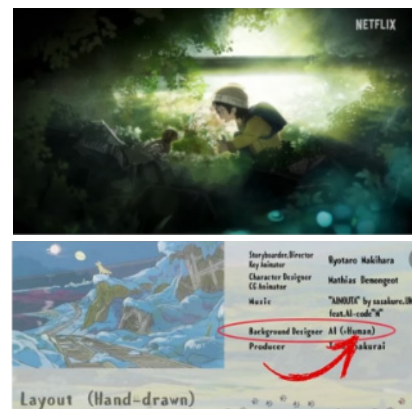 NETFLIX
Storyboarder, Director Ryotaro Makihara
Key Animator
Character Designer Mathias Demongeot
CG Animator
Music "AINOUTA" by sasakure.UK
feat.AI-code"N"
Background Designer AI (+Human)
Producer
Layout (Hand-drawn)